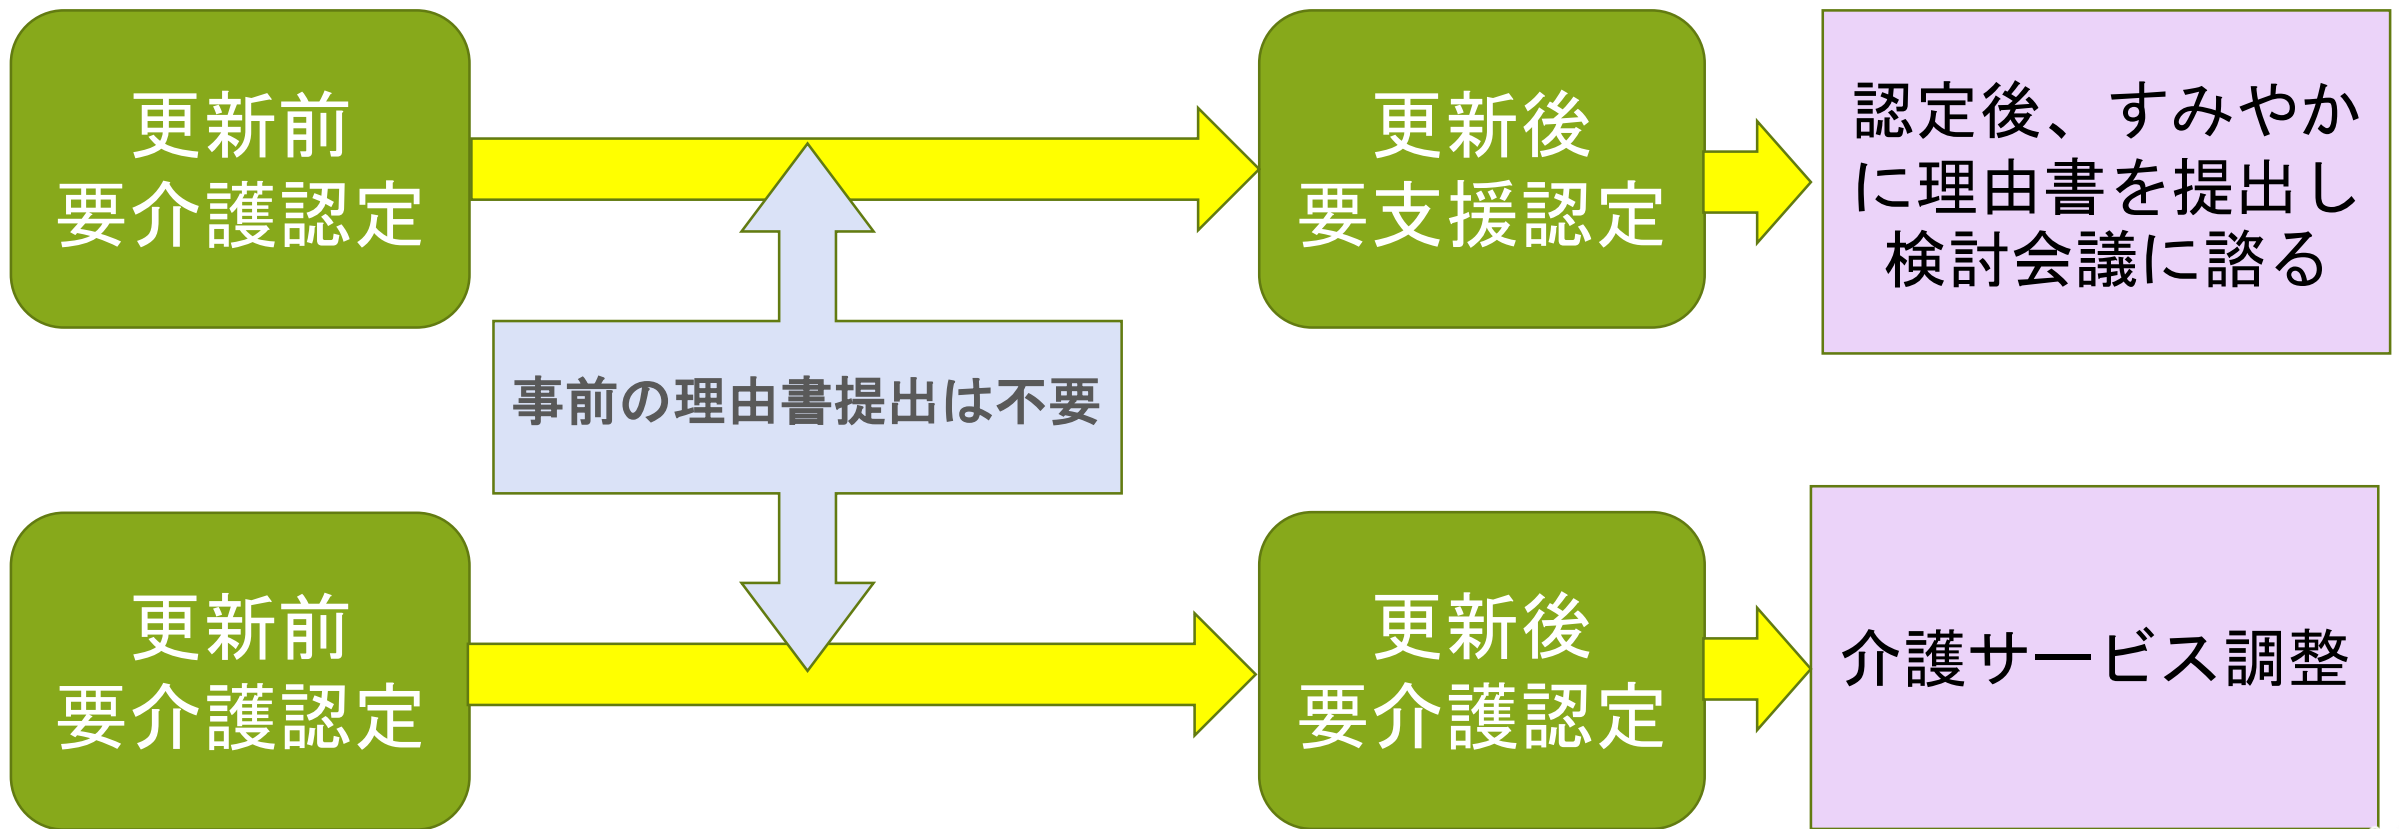 更新前
要介護認定
更新後
要支援認定
認定後、すみやか
に理由書を提出し
検討会議に諮る
事前の理由書提出は不要
更新前
要介護認定
更新後
要介護認定
介護サービス調整